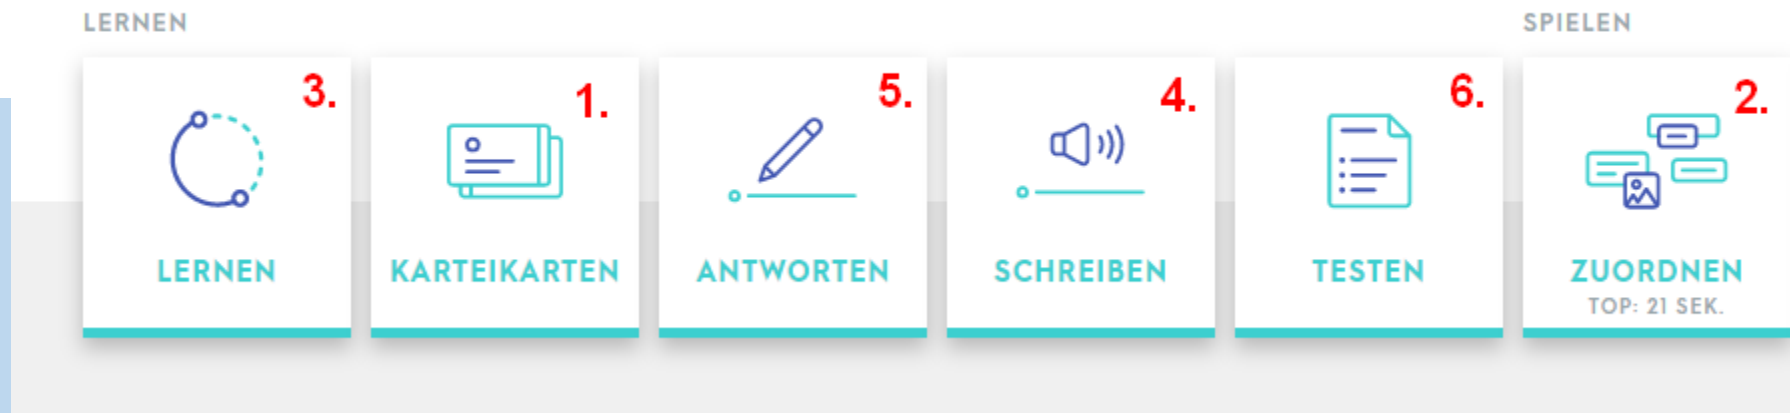 LERNEN
SPIELEN
3.
1.
5.
4.
6.
2.
LERNEN
KARTEIKARTEN
ANTWORTEN
SCHREIBEN
TESTEN
ZUORDNEN
TOP: 21 SEK.